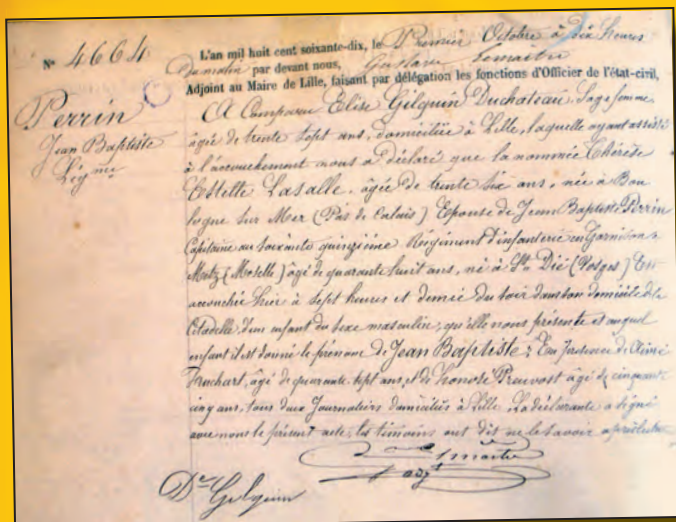 Nº 4664
Perrin
Jean Baptiste
Légme
L'an mil huit cent soixante-dix, le Premier Octobre à dix heures
Du matin par devant nous, Gustave Lemaitre
Adjoint au Maire de Lille, faisant par délégation les fonctions d'Officier de l'état-civil,
A Comparu Elise Gilquin Duchateau, Sage femme
âgée de trente sept ans, domiciliée à Lille, laquelle ayant assisté
à l'accouchement nous a déclaré que la nommée Thérèse
Estelle Lasalle, âgée de trente six ans, née à Bou
logne sur Mer (Pas de Calais) Epouse de Jean Baptiste Perrin
Capitaine au soixante quinzième Régiment d'infanterie en Garnison à
Metz (Moselle) âgé de quarante huit ans, né à St Dié (Vosges) Est
accouchée hier à sept heures et demie du soir dans son domicile à la
Citadelle, d'un enfant du sexe masculin, qu'elle nous présente et auquel
enfant il est donné le prénom de Jean Baptiste; En présence de
Truchart, âgé de quarante sept ans, et de Honoré Prouvost âgé de cinquante
cinq ans, tous deux Journaliers domiciliés à Lille. La déclarante a signé
avec nous le présent acte, les témoins ont dit ne le savoir
Lemaitre
adjt
De Gilquin